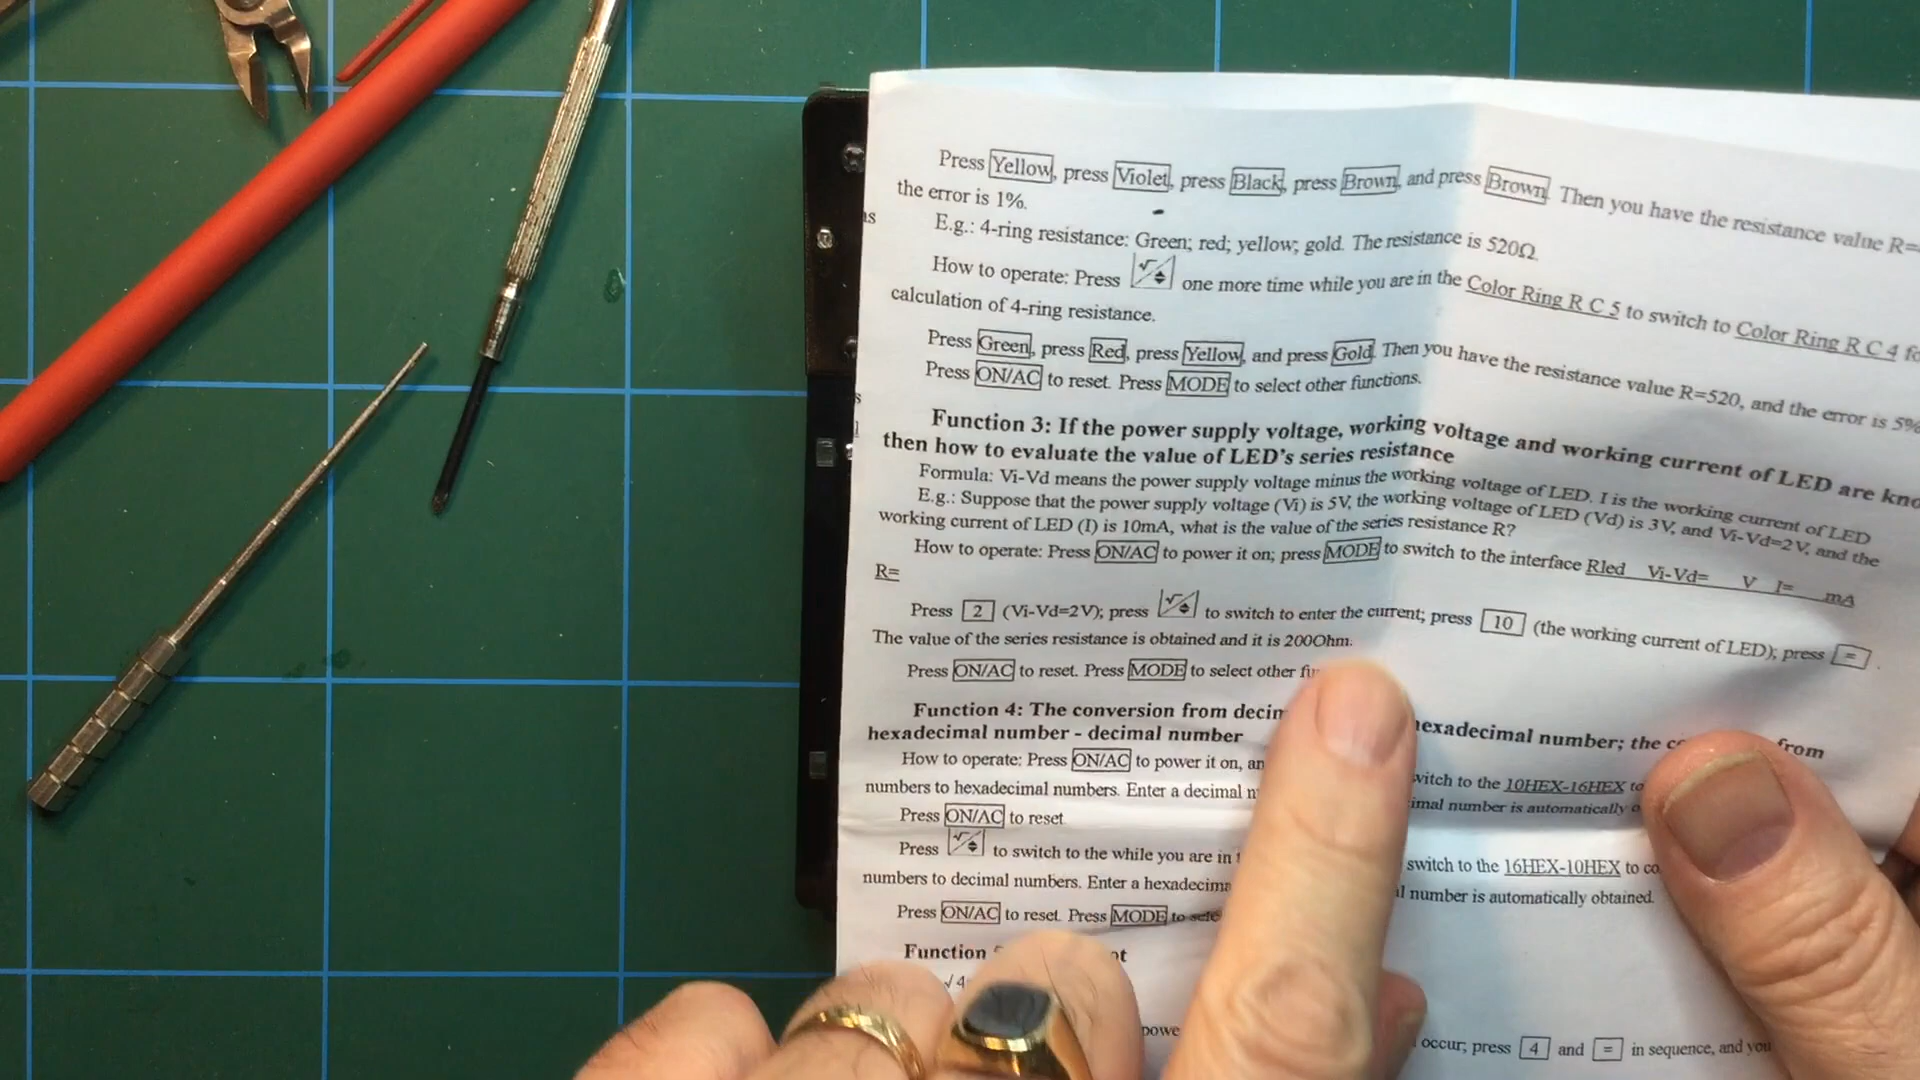 Press Yellow, press Violet, press Black, press Brown, and press Brown. Then you have the resistance value R=
the error is 1%.
E.g.: 4-ring resistance: Green; red; yellow; gold. The resistance is 520Ω.
How to operate: Press √ one more time while you are in the Color Ring R C 5 to switch to Color Ring R C 4 fo
calculation of 4-ring resistance.
Press Green, press Red, press Yellow, and press Gold. Then you have the resistance value R=520, and the error is 5%
Press ON/AC to reset. Press MODE to select other functions.
Function 3: If the power supply voltage, working voltage and working current of LED are kno
then how to evaluate the value of LED's series resistance
Formula: Vi-Vd means the power supply voltage minus the working voltage of LED. I is the working current of LED
E.g.: Suppose that the power supply voltage (Vi) is 5V, the working voltage of LED (Vd) is 3V, and Vi-Vd=2V, and the
working current of LED (I) is 10mA, what is the value of the series resistance R?
How to operate: Press ON/AC to power it on; press MODE to switch to the interface Rled Vi-Vd= V I= mA
R=
Press 2 (Vi-Vd=2V); press √ to switch to enter the current; press 10 (the working current of LED); press = .
The value of the series resistance is obtained and it is 200Ohm.
Press ON/AC to reset. Press MODE to select other fu
Function 4: The conversion from decim hexadecimal number; the c from
hexadecimal number - decimal number
How to operate: Press ON/AC to power it on, an witch to the 10HEX-16HEX to
numbers to hexadecimal numbers. Enter a decimal n imal number is automatically o
Press ON/AC to reset
Press √ to switch to the while you are in t switch to the 16HEX-10HEX to co
numbers to decimal numbers. Enter a hexadecima l number is automatically obtained.
Press ON/AC to reset. Press MODE to sele
Function ot
√4
powe occur; press 4 and = in sequence, and you